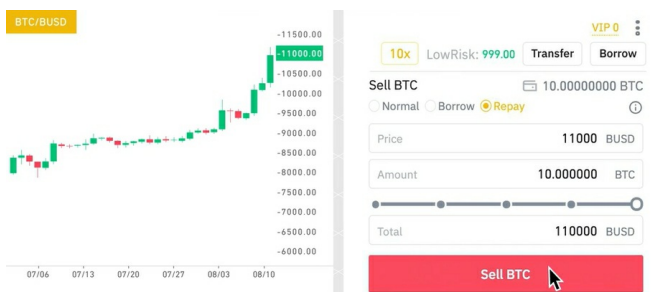 BTC/BUSD
11500.00
11000.00
10500.00
10000.00
9500.00
9000.00
8500.00
8000.00
7500.00
7000.00
6500.00
6000.00
07/06 07/13 07/20 07/27 08/03 08/10
VIP 0
10x LowRisk: 999.00 Transfer Borrow
Sell BTC 10.00000000 BTC
Normal Borrow Repay
Price 11000 BUSD
Amount 10.000000 BTC
Total 110000 BUSD
Sell BTC